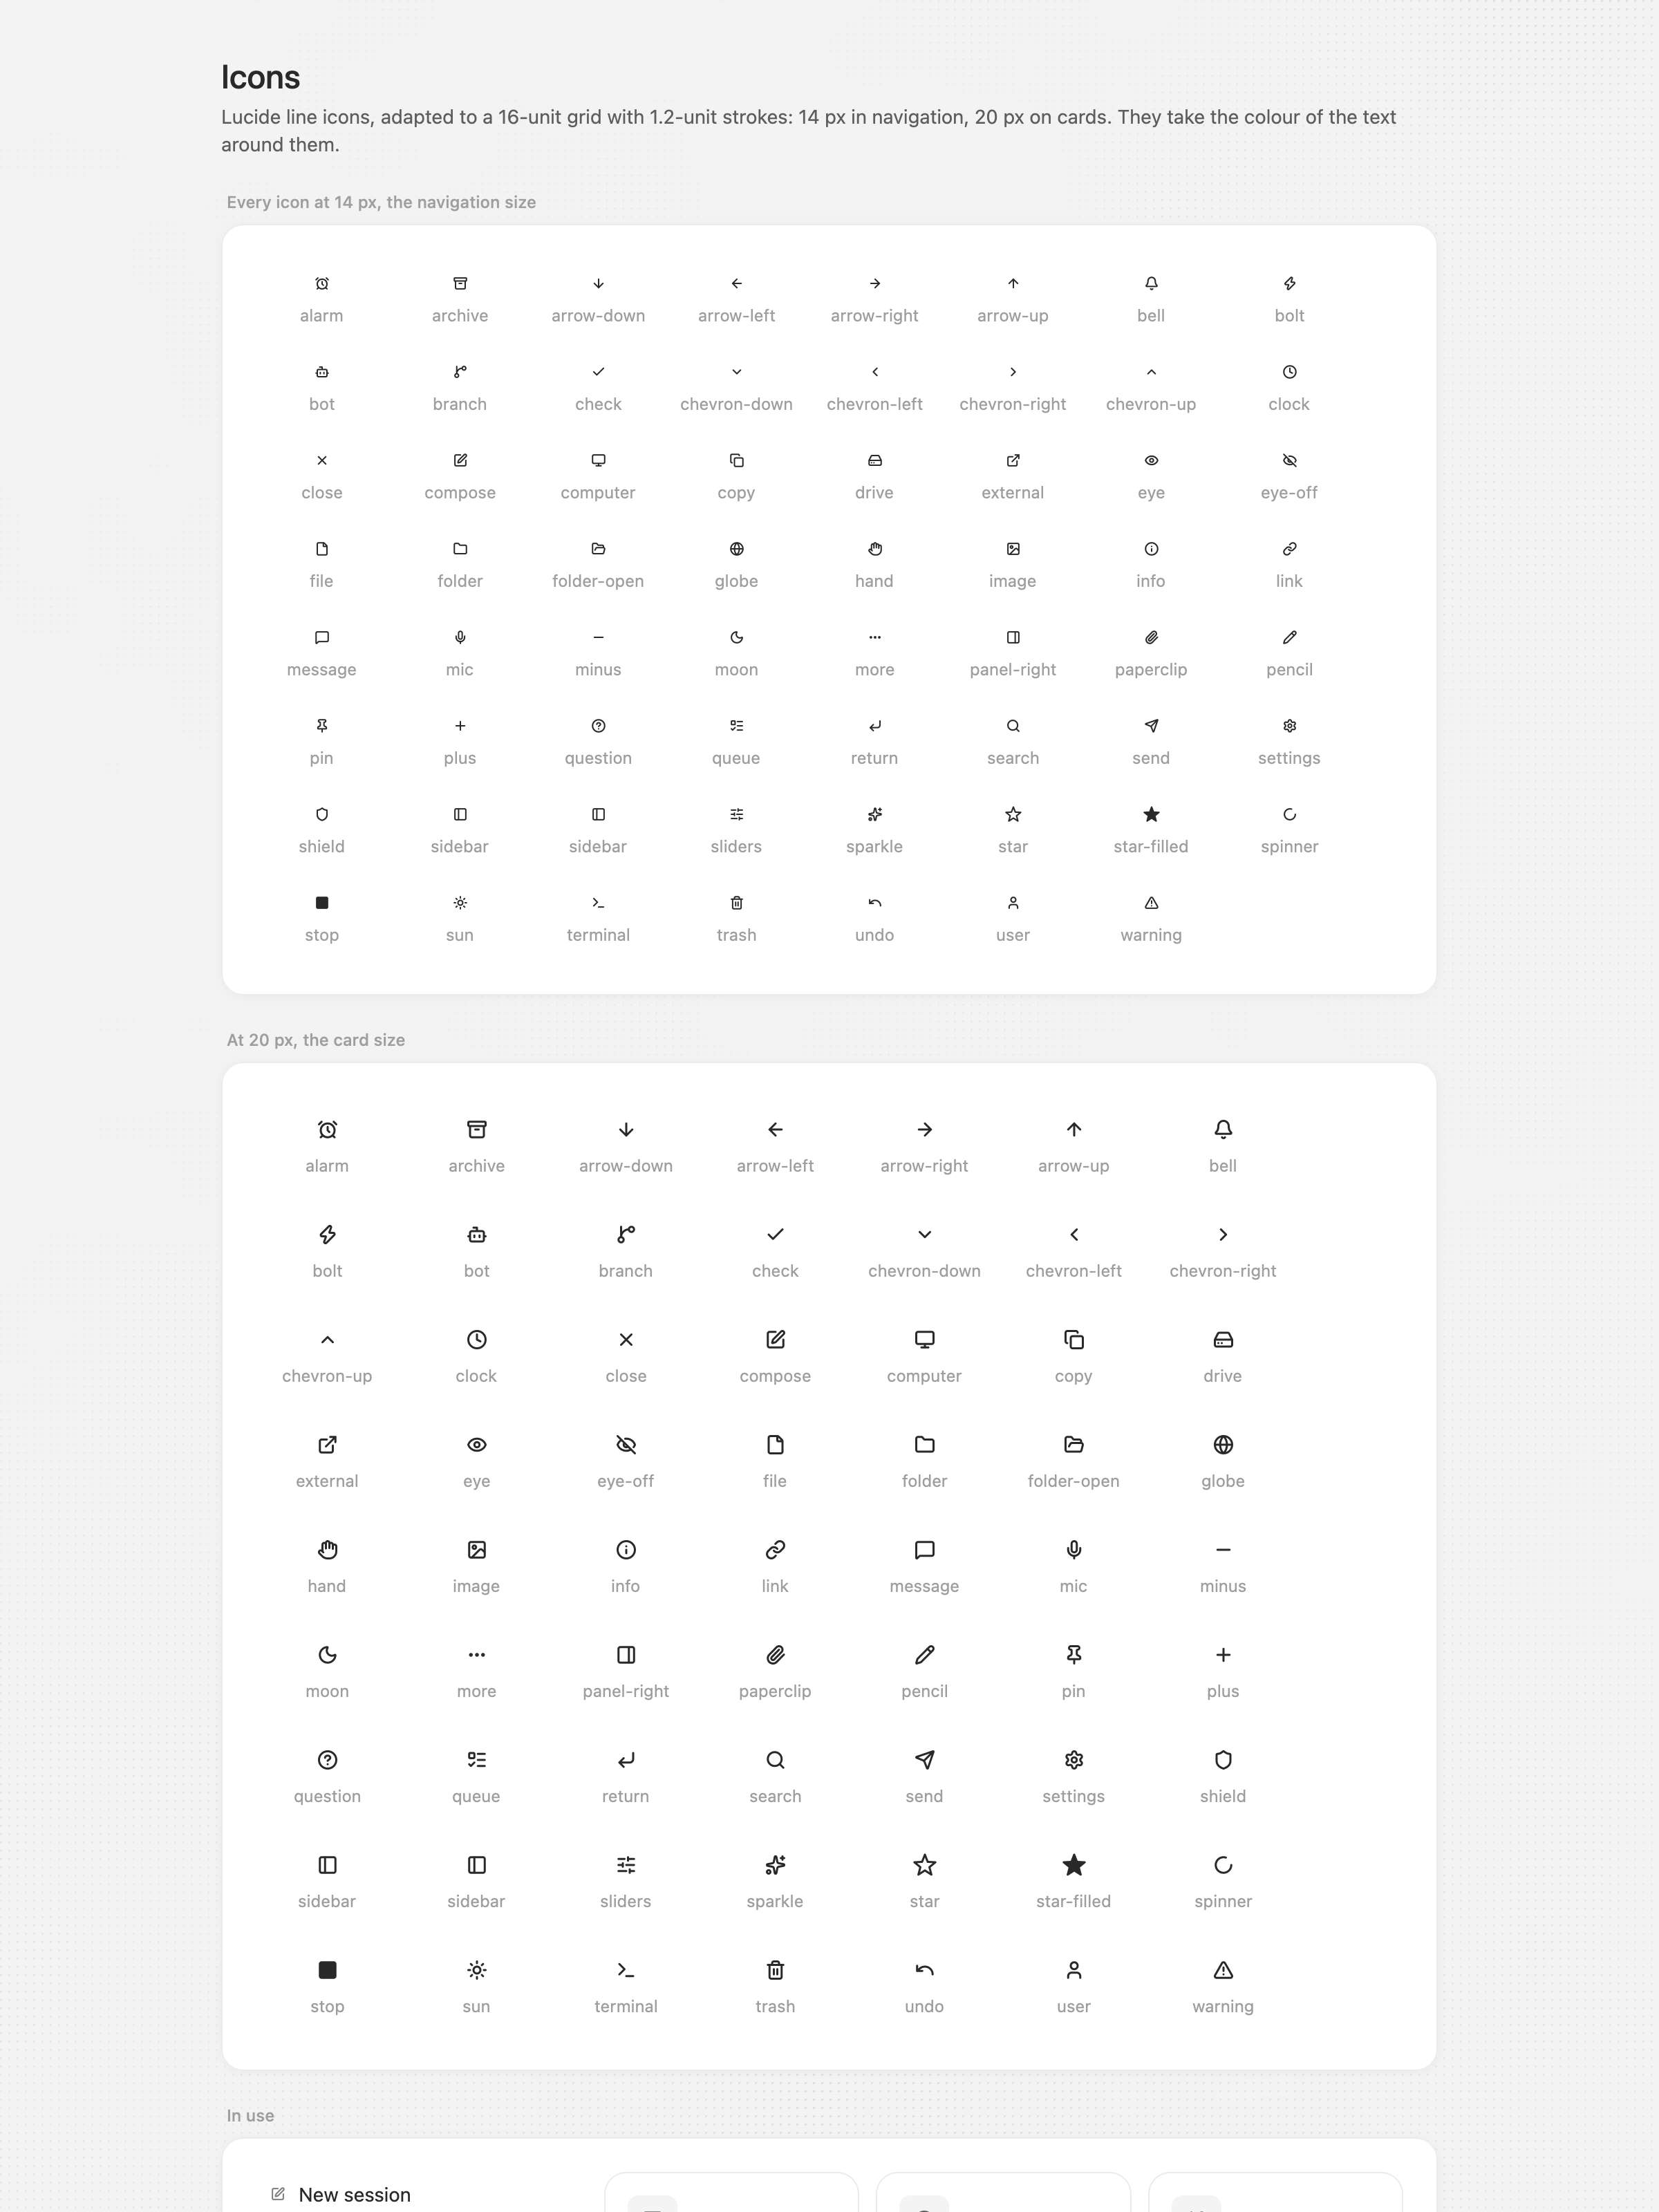 Icons
Lucide line icons, adapted to a 16-unit grid with 1.2-unit strokes: 14 px in navigation, 20 px on cards. They take the colour of the text
around them.
Every icon at 14 px, the navigation size
alarm archive arrow-down arrow-left arrow-right arrow-up bell bolt
bot branch check chevron-down chevron-left chevron-right chevron-up clock
close compose computer copy drive external eye eye-off
file folder folder-open globe hand image info link
message mic minus moon more panel-right paperclip pencil
pin plus question queue return search send settings
shield sidebar sidebar sliders sparkle star star-filled spinner
stop sun terminal trash undo user warning
At 20 px, the card size
alarm archive arrow-down arrow-left arrow-right arrow-up bell
bolt bot branch check chevron-down chevron-left chevron-right
chevron-up clock close compose computer copy drive
external eye eye-off file folder folder-open globe
hand image info link message mic minus
moon more panel-right paperclip pencil pin plus
question queue return search send settings shield
sidebar sidebar sliders sparkle star star-filled spinner
stop sun terminal trash undo user warning
In use
New session